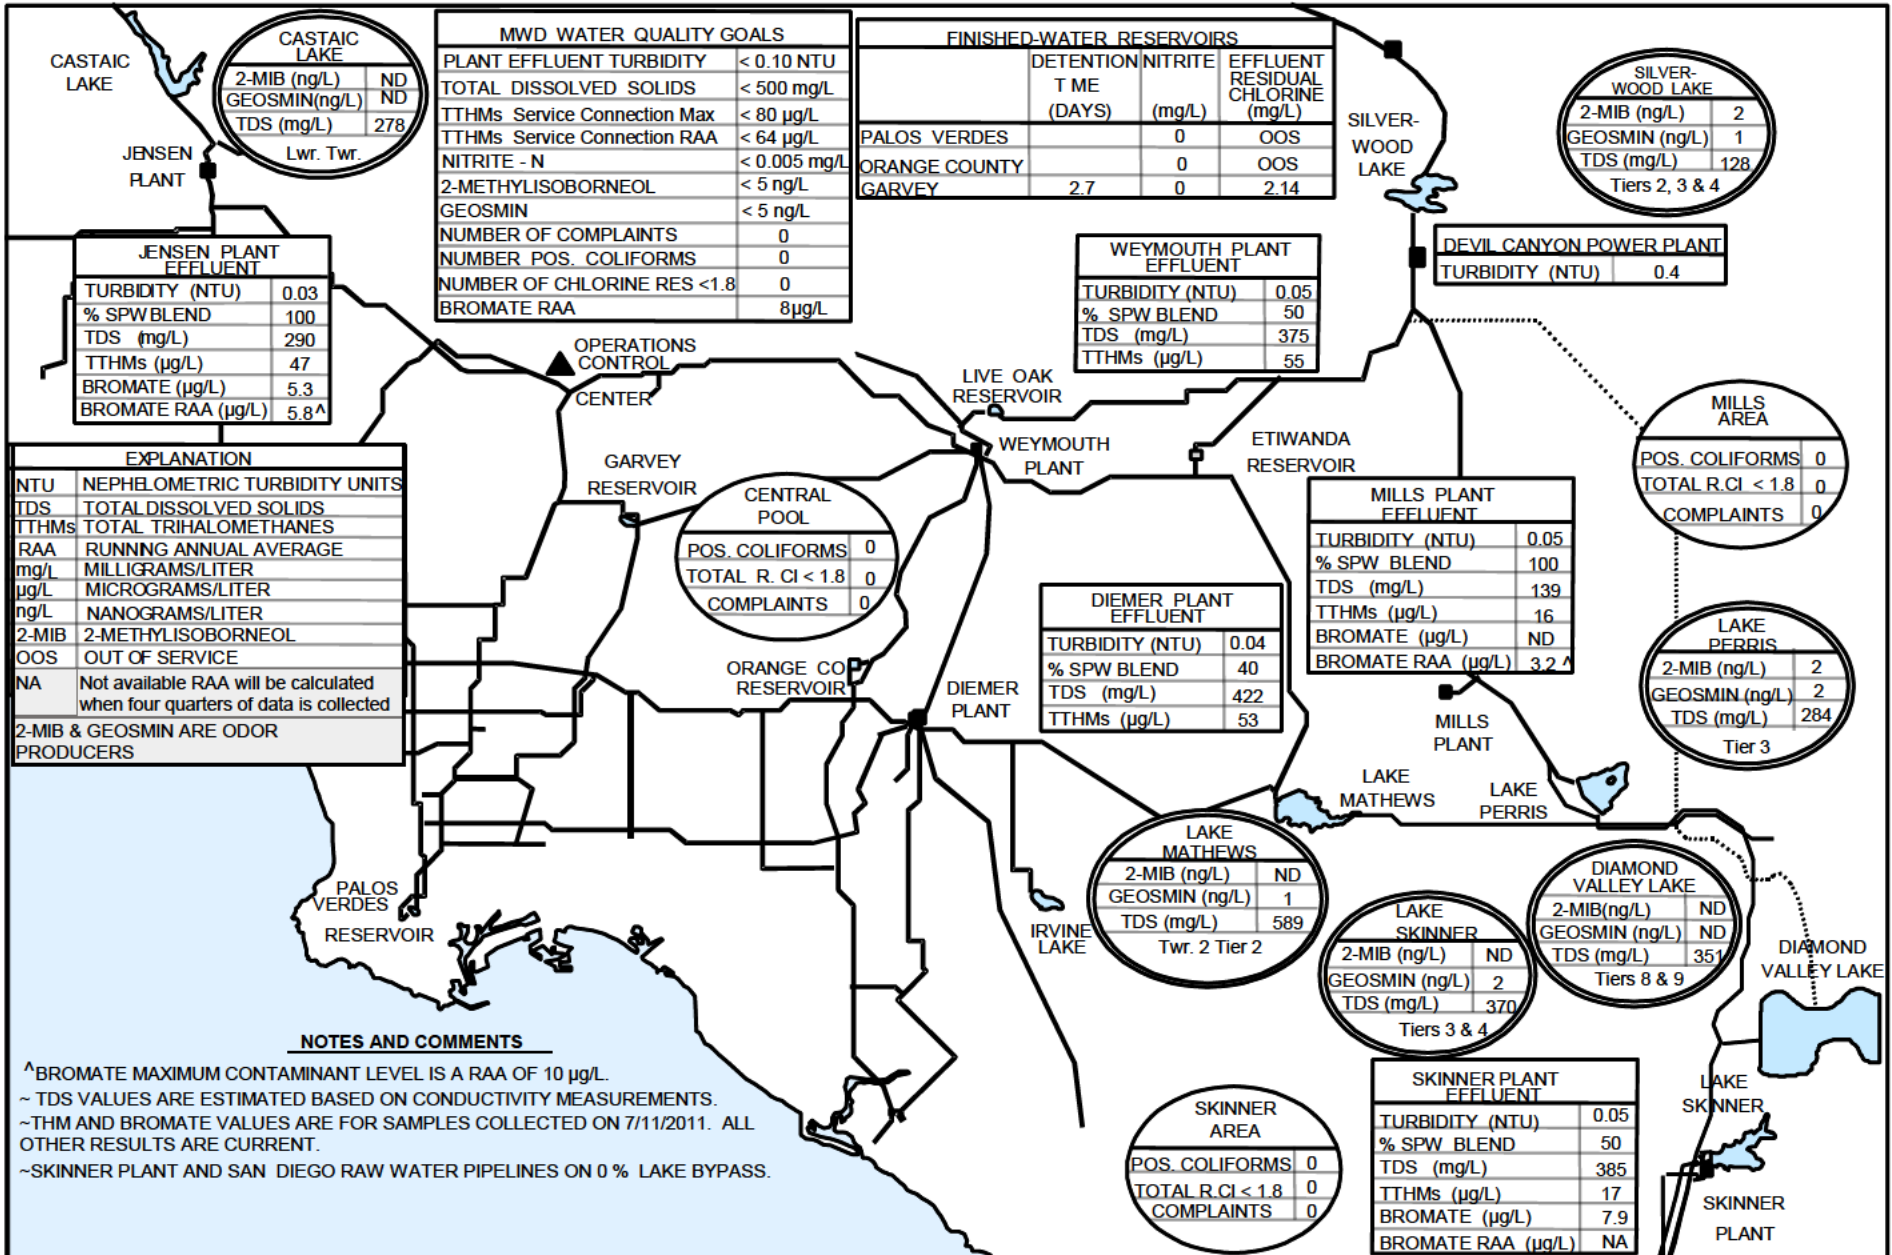 CASTAIC
LAKE
CASTAIC
LAKE
2-MIB (ng/L) ND
GEOSMIN(ng/L) ND
TDS (mg/L) 278
Lwr. Twr.
JENSEN
PLANT
MWD WATER QUALITY GOALS
PLANT EFFLUENT TURBIDITY < 0.10 NTU
TOTAL DISSOLVED SOLIDS < 500 mg/L
TTHMs Service Connection Max < 80 µg/L
TTHMs Service Connection RAA < 64 µg/L
NITRITE - N < 0.005 mg/L
2-METHYLISOBORNEOL < 5 ng/L
GEOSMIN < 5 ng/L
NUMBER OF COMPLAINTS 0
NUMBER POS. COLIFORMS 0
NUMBER OF CHLORINE RES <1.8 0
BROMATE RAA 8µg/L
FINISHED-WATER RESERVOIRS
DETENTION NITRITE EFFLUENT
RESIDUAL
T ME CHLORINE
(DAYS) (mg/L) (mg/L)
PALOS VERDES 0 OOS
ORANGE COUNTY 0 OOS
GARVEY 2.7 0 2.14
SILVER-
WOOD
LAKE
SILVER-
WOOD LAKE
2-MIB (ng/L) 2
GEOSMIN (ng/L) 1
TDS (mg/L) 128
Tiers 2, 3 & 4
DEVIL CANYON POWER PLANT
TURBIDITY (NTU) 0.4
JENSEN PLANT
EFFLUENT
TURBIDITY (NTU) 0.03
% SPW BLEND 100
TDS (mg/L) 290
TTHMs (µg/L) 47
BROMATE (µg/L) 5.3
BROMATE RAA (µg/L) 5.8^
WEYMOUTH PLANT
EFFLUENT
TURBIDITY (NTU) 0.05
% SPW BLEND 50
TDS (mg/L) 375
TTHMs (µg/L) 55
OPERATIONS
CONTROL
CENTER
LIVE OAK
RESERVOIR
WEYMOUTH
PLANT
ETIWANDA
RESERVOIR
GARVEY
RESERVOIR
MILLS
AREA
POS. COLIFORMS 0
TOTAL R.Cl < 1.8 0
COMPLAINTS 0
EXPLANATION
NTU NEPHELOMETRIC TURBIDITY UNITS
TDS TOTAL DISSOLVED SOLIDS
TTHMs TOTAL TRIHALOMETHANES
RAA RUNNING ANNUAL AVERAGE
mg/L MILLIGRAMS/LITER
µg/L MICROGRAMS/LITER
ng/L NANOGRAMS/LITER
2-MIB 2-METHYLISOBORNEOL
OOS OUT OF SERVICE
NA Not available RAA will be calculated
when four quarters of data is collected
2-MIB & GEOSMIN ARE ODOR
PRODUCERS
CENTRAL
POOL
POS. COLIFORMS 0
TOTAL R. Cl < 1.8 0
COMPLAINTS 0
MILLS PLANT
EFFLUENT
TURBIDITY (NTU) 0.05
% SPW BLEND 100
TDS (mg/L) 139
TTHMs (µg/L) 16
BROMATE (µg/L) ND
BROMATE RAA (µg/L) 3.2 ^
DIEMER PLANT
EFFLUENT
TURBIDITY (NTU) 0.04
% SPW BLEND 40
TDS (mg/L) 422
TTHMs (µg/L) 53
LAKE
PERRIS
2-MIB (ng/L) 2
GEOSMIN (ng/L) 2
TDS (mg/L) 284
Tier 3
ORANGE CO
RESERVOIR
DIEMER
PLANT
MILLS
PLANT
LAKE
MATHEWS
LAKE
PERRIS
LAKE
MATHEWS
2-MIB (ng/L) ND
GEOSMIN (ng/L) 1
TDS (mg/L) 589
Twr. 2 Tier 2
DIAMOND
VALLEY LAKE
2-MIB(ng/L) ND
GEOSMIN (ng/L) ND
TDS (mg/L) 351
Tiers 8 & 9
LAKE
SKINNER
2-MIB (ng/L) ND
GEOSMIN (ng/L) 2
TDS (mg/L) 370
Tiers 3 & 4
PALOS
VERDES
RESERVOIR
IRVINE
LAKE
DIAMOND
VALLEY LAKE
NOTES AND COMMENTS
^BROMATE MAXIMUM CONTAMINANT LEVEL IS A RAA OF 10 µg/L.
~ TDS VALUES ARE ESTIMATED BASED ON CONDUCTIVITY MEASUREMENTS.
~THM AND BROMATE VALUES ARE FOR SAMPLES COLLECTED ON 7/11/2011. ALL
OTHER RESULTS ARE CURRENT.
~SKINNER PLANT AND SAN DIEGO RAW WATER PIPELINES ON 0 % LAKE BYPASS.
SKINNER
AREA
POS. COLIFORMS 0
TOTAL R.Cl < 1.8 0
COMPLAINTS 0
SKINNER PLANT
EFFLUENT
TURBIDITY (NTU) 0.05
% SPW BLEND 50
TDS (mg/L) 385
TTHMs (µg/L) 17
BROMATE (µg/L) 7.9
BROMATE RAA (µg/L) NA
LAKE
SKINNER
SKINNER
PLANT